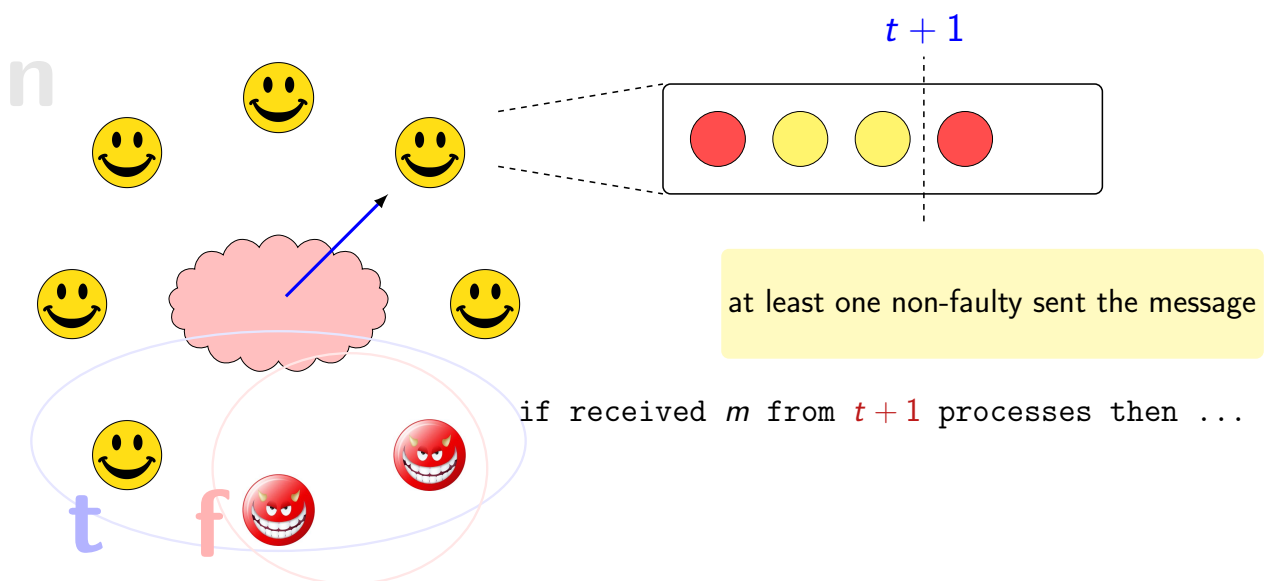 t + 1
n
at least one non-faulty sent the message
if received m from t + 1 processes then ...
t
f